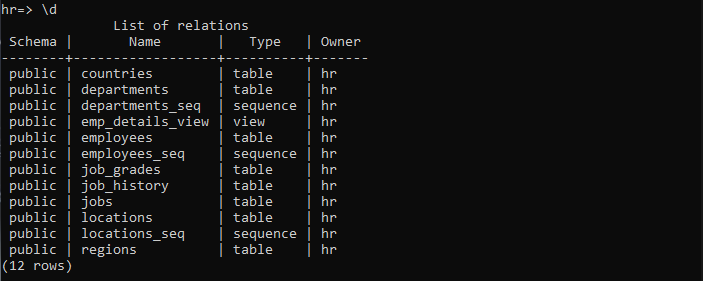 hr=> \d
               List of relations
 Schema |       Name       |   Type   | Owner
--------+------------------+----------+-------
 public | countries        | table    | hr
 public | departments      | table    | hr
 public | departments_seq  | sequence | hr
 public | emp_details_view | view     | hr
 public | employees        | table    | hr
 public | employees_seq    | sequence | hr
 public | job_grades       | table    | hr
 public | job_history      | table    | hr
 public | jobs             | table    | hr
 public | locations        | table    | hr
 public | locations_seq    | sequence | hr
 public | regions          | table    | hr
(12 rows)